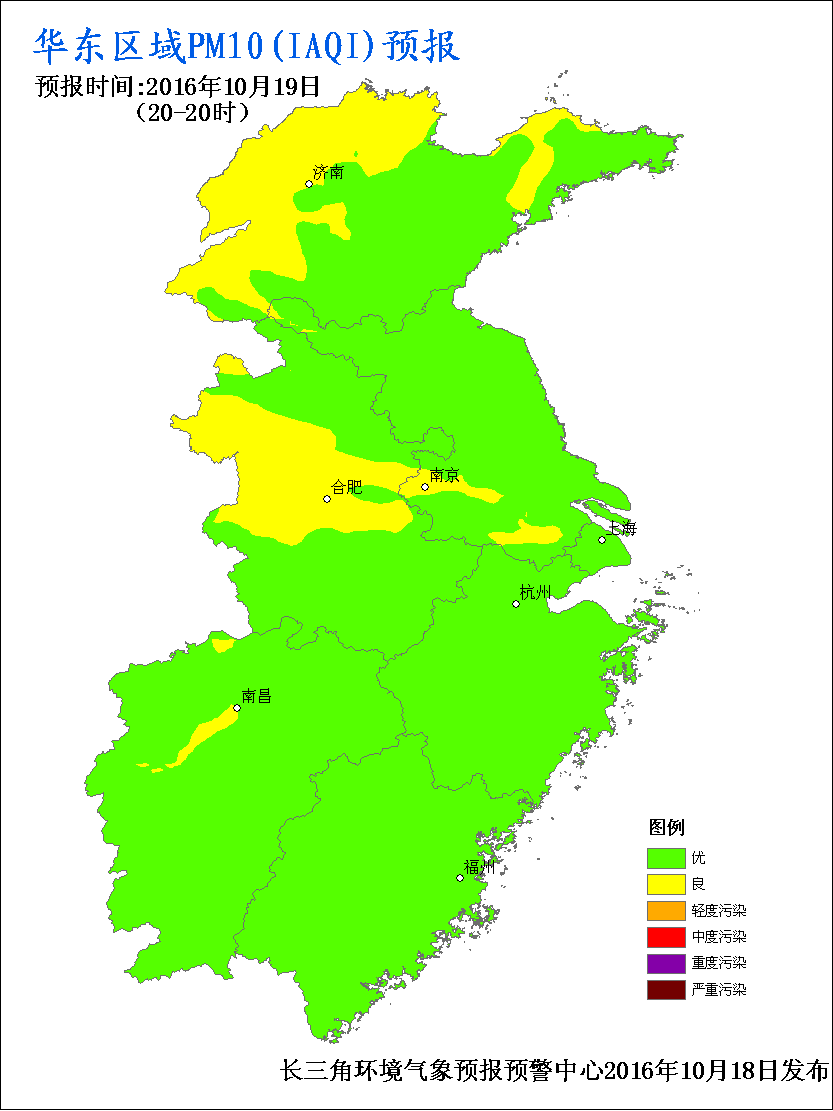 华东区域PM10(IAQI)预报
预报时间:2016年10月19日
(20-20时)
济南
南京
合肥
上海
杭州
南昌
福州
图例
优
良
轻度污染
中度污染
重度污染
严重污染
长三角环境气象预报预警中心2016年10月18日发布